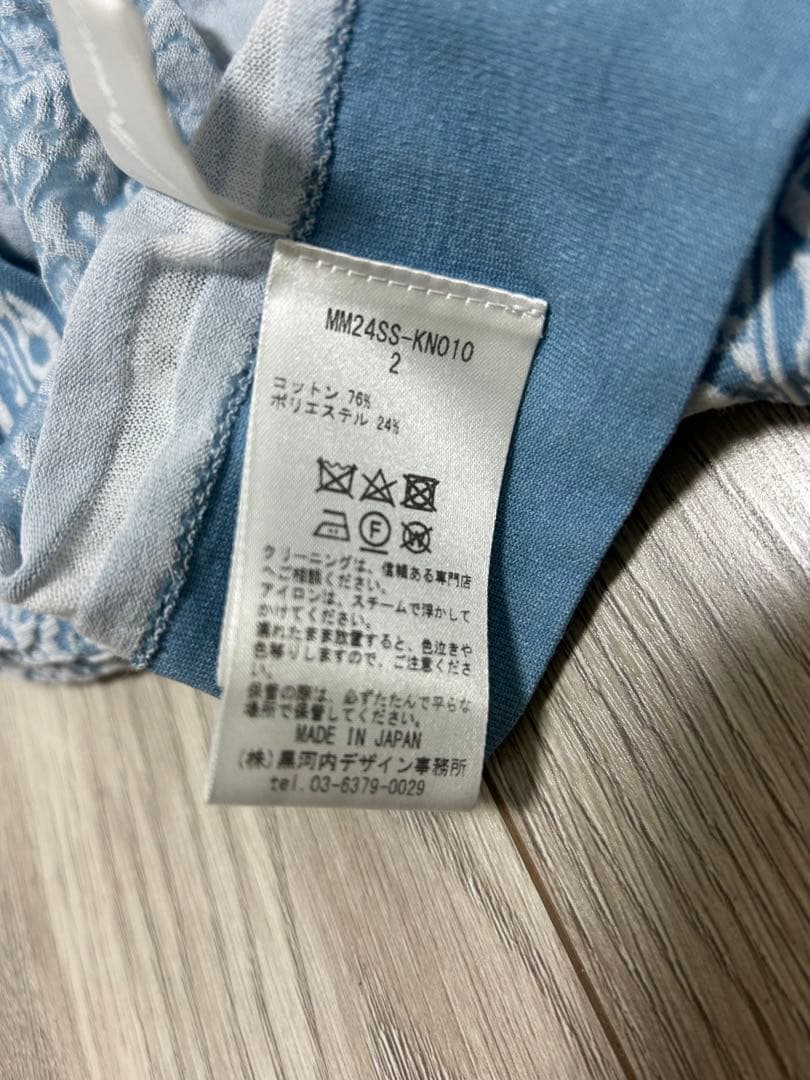 MM24SS-KN010
2
コットン 76%
ポリエステル 24%
F
W
クリーニングは、信頼ある専門店
へご相談ください。
アイロンは、スチームで浮かして
かけてください。
濡れたまま放置すると、色泣きや
色移りしますので、ご注意くださ
い。
保管の際は、必ずたたんで平らな
場所で保管してください。
MADE IN JAPAN
(株)黒河内デザイン事務所
tel.03-6379-0029